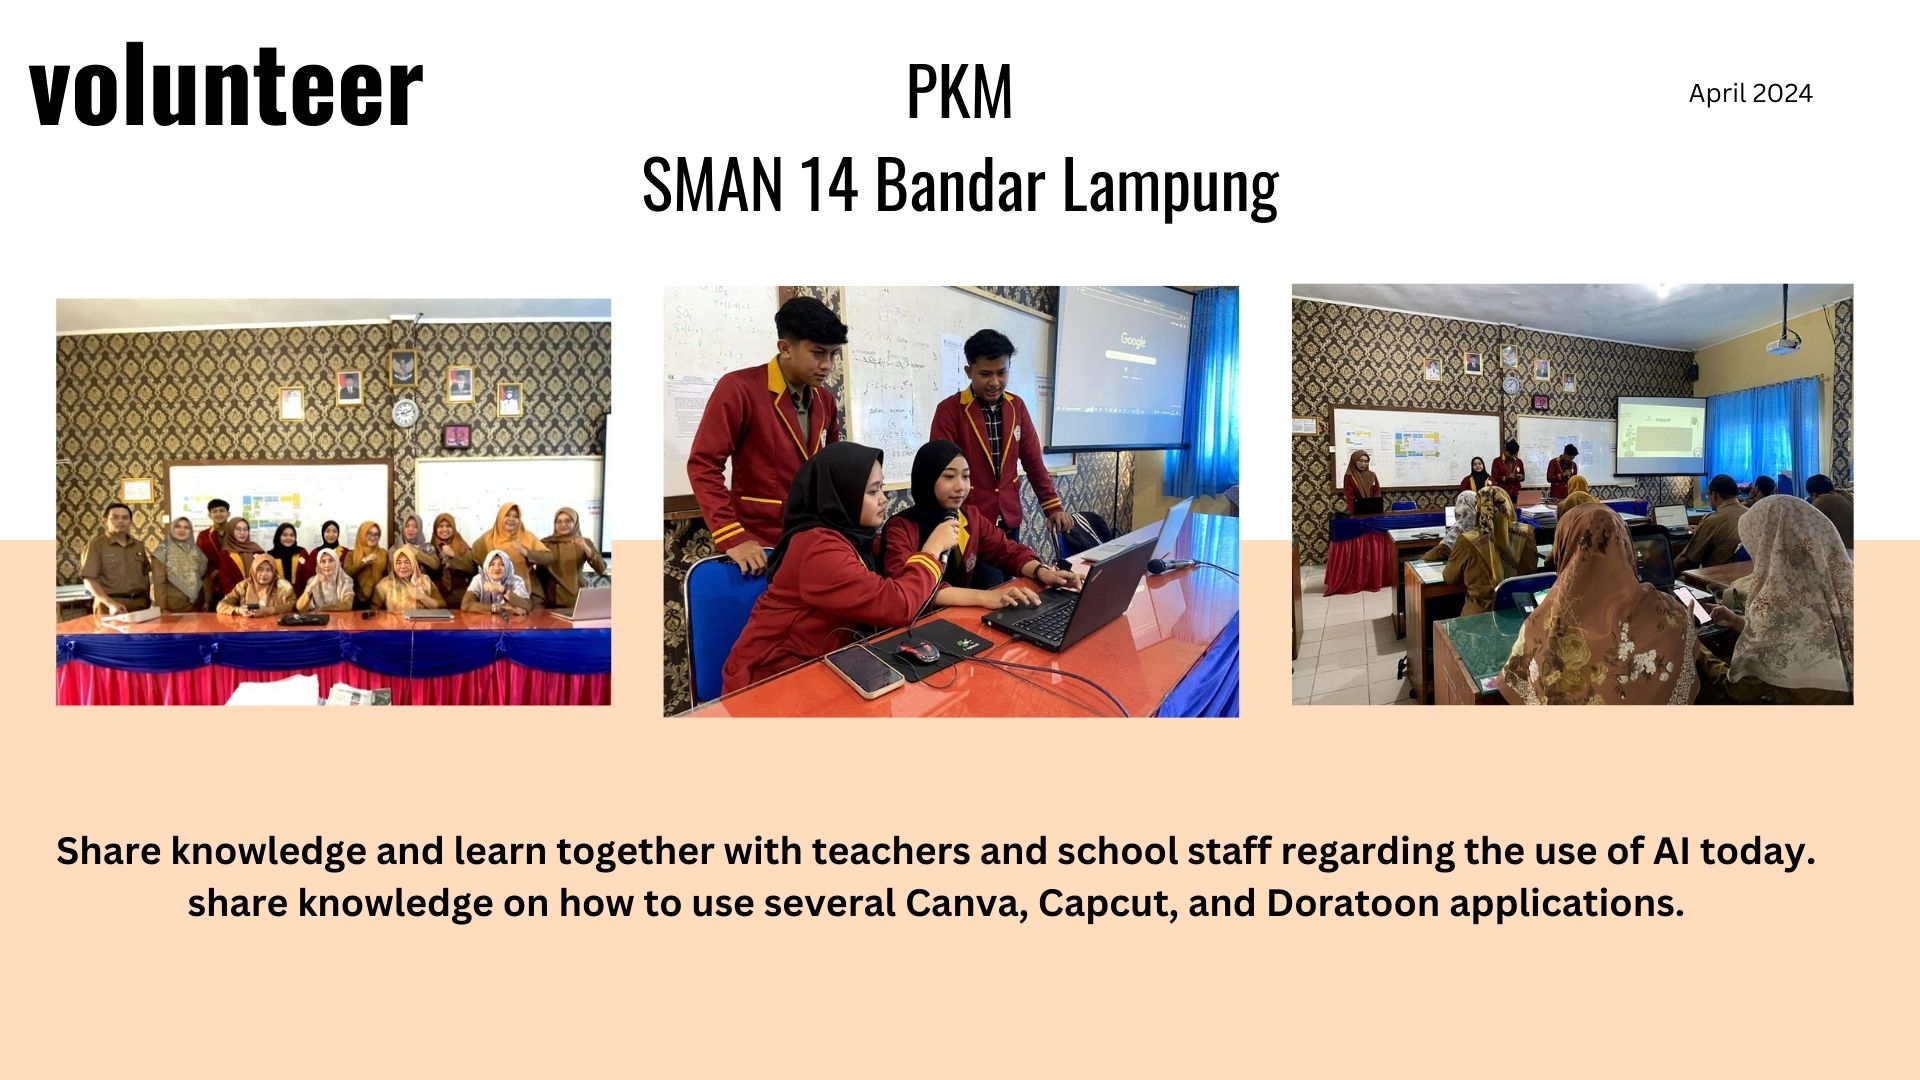 volunteer
PKM
SMAN 14 Bandar Lampung
April 2024
Google
Capcut
Share knowledge and learn together with teachers and school staff regarding the use of AI today.
share knowledge on how to use several Canva, Capcut, and Doratoon applications.